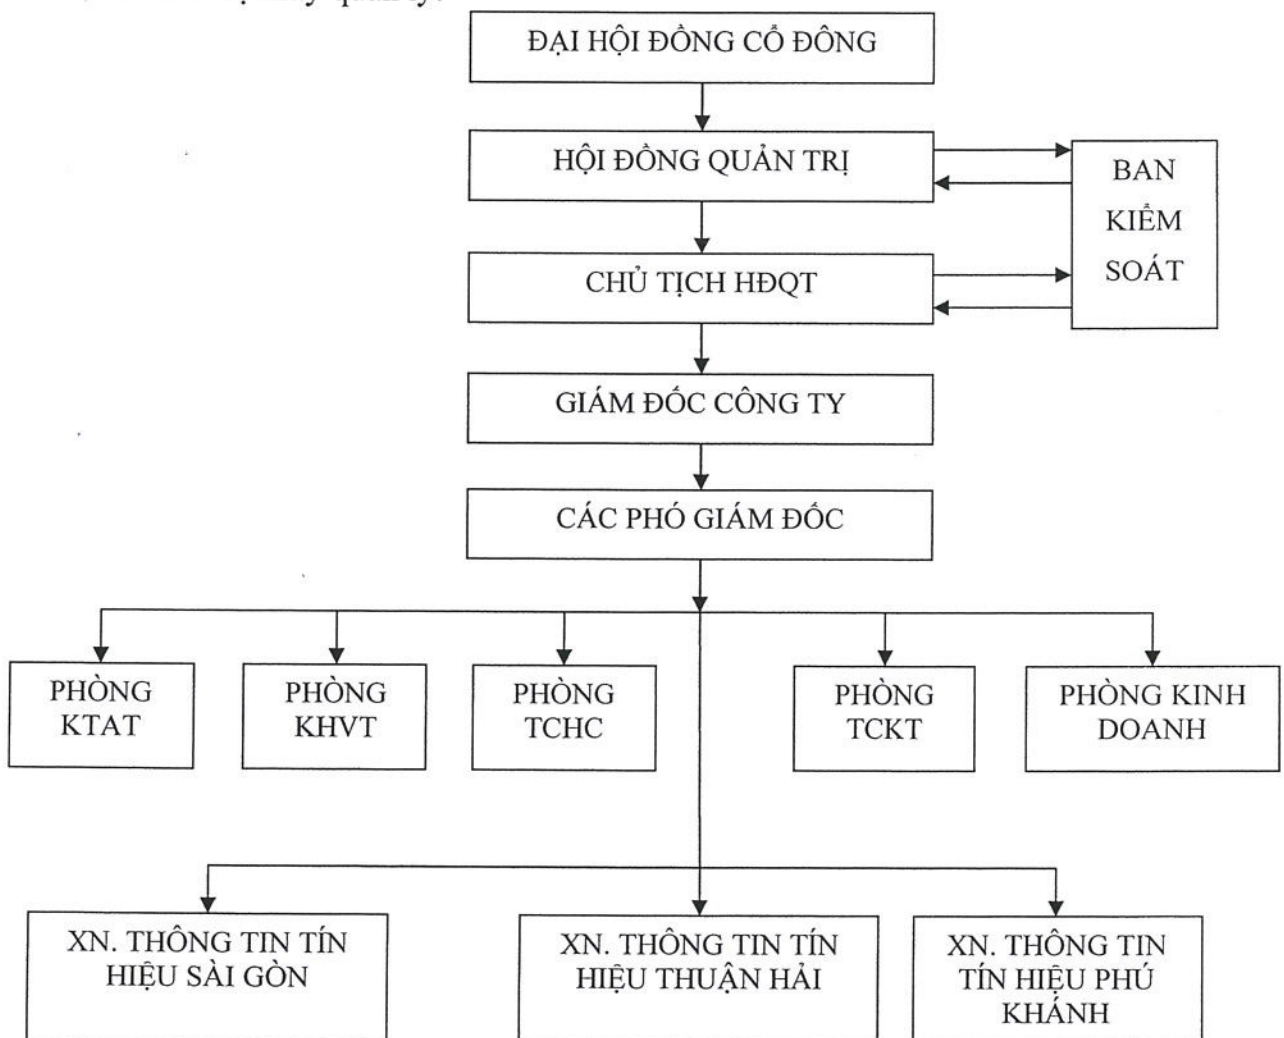 quản lý.
ĐẠI HỘI ĐỒNG CỔ ĐÔNG
HỘI ĐỒNG QUẢN TRỊ
BAN
KIỂM
SOÁT
CHỦ TỊCH HĐQT
GIÁM ĐỐC CÔNG TY
CÁC PHÓ GIÁM ĐỐC
PHÒNG
KTAT
PHÒNG
KHVT
PHÒNG
TCHC
PHÒNG
TCKT
PHÒNG KINH
DOANH
XN. THÔNG TIN TÍN
HIỆU SÀI GÒN
XN. THÔNG TIN TÍN
HIỆU THUẬN HẢI
XN. THÔNG TIN
TÍN HIỆU PHÚ
KHÁNH